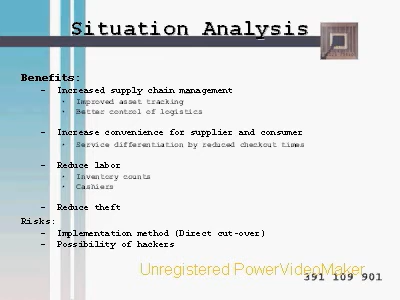 Situation Analysis
Benefits:
- Increased supply chain management
• Improved asset tracking
• Better control of logistics
- Increase convenience for supplier and consumer
• Service differentiation by reduced checkout times
- Reduce labor
• Inventory counts
• Cashiers
- Reduce theft
Risks:
- Implementation method (Direct cut-over)
- Possibility of hackers
Unregistered PowerVideoMaker
391 109 901